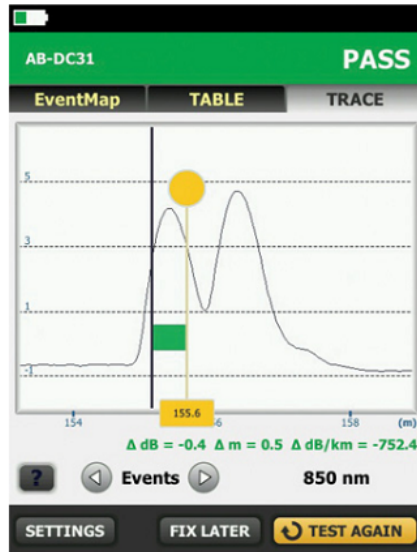 AB-DC31 PASS
EventMap TABLE TRACE
5
3
1
-1
155.6
154 56 158 (m)
Δ dB = -0.4 Δ m = 0.5 Δ dB/km = -752.4
? Events 850 nm
SETTINGS FIX LATER TEST AGAIN